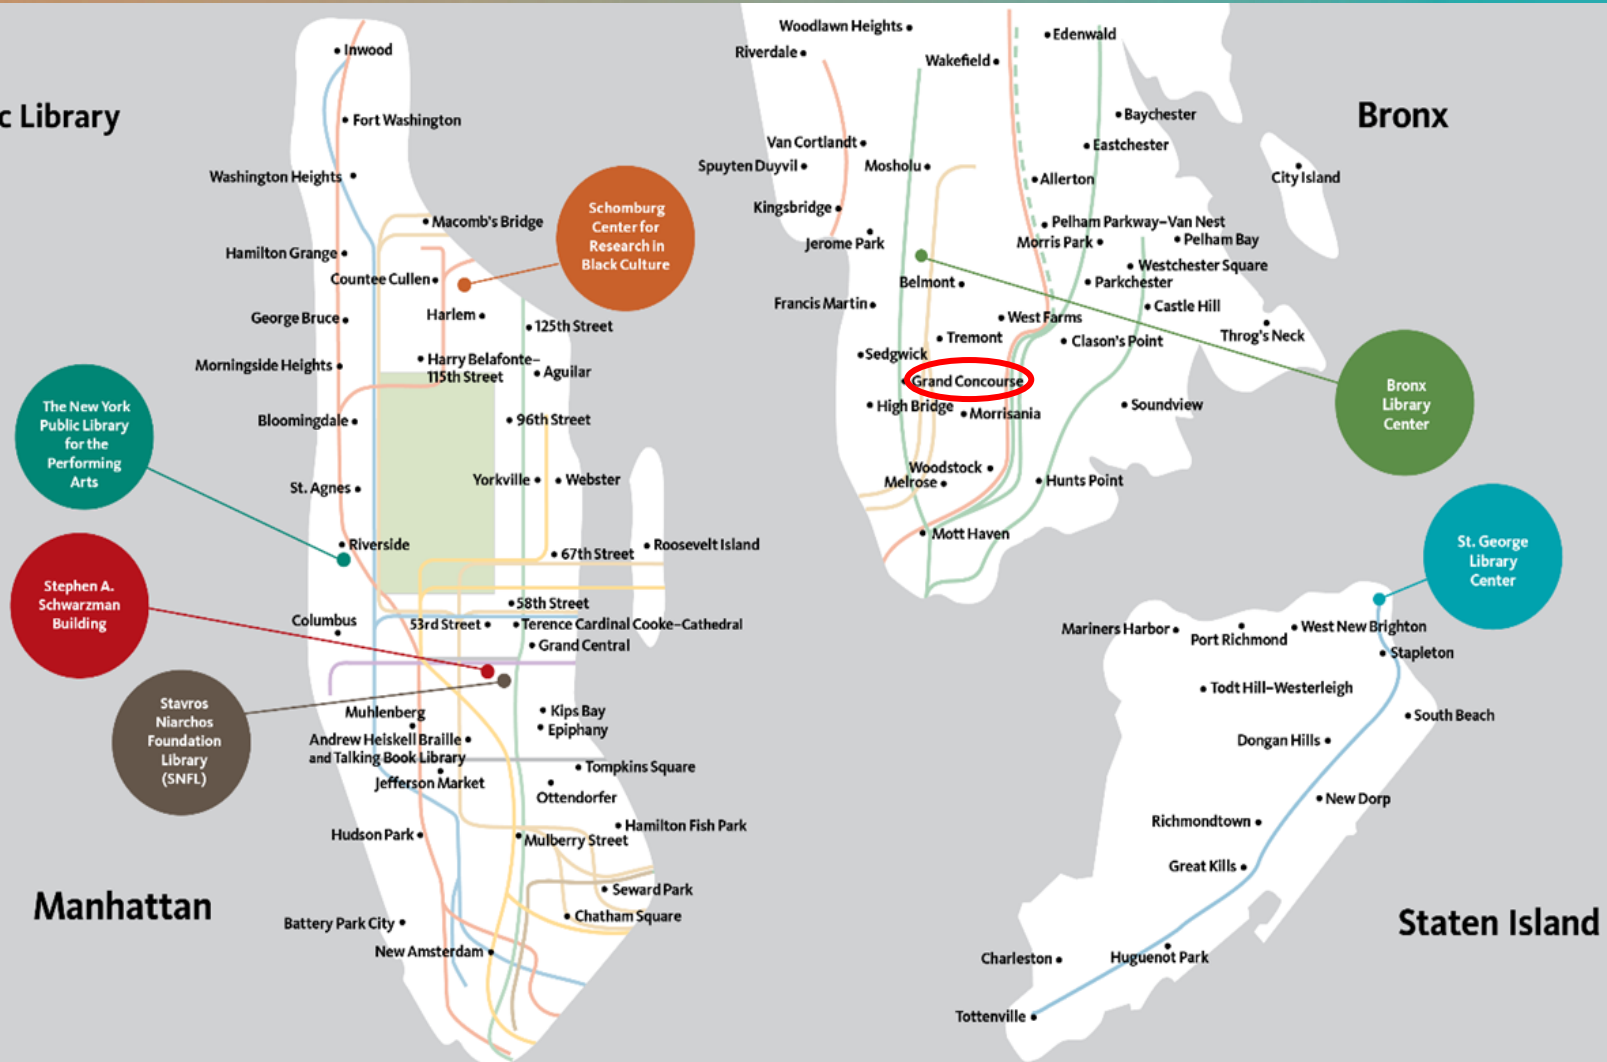 c Library
Manhattan
Inwood
Fort Washington
Washington Heights
Macomb's Bridge
Hamilton Grange
Countee Cullen
Schomburg
Center for
Research in
Black Culture
George Bruce
Harlem
125th Street
Morningside Heights
Harry Belafonte–
115th Street
Aguilar
The New York
Public Library
for the
Performing
Arts
Bloomingdale
96th Street
St. Agnes
Yorkville
Webster
Riverside
67th Street
Roosevelt Island
Stephen A.
Schwarzman
Building
Columbus
58th Street
53rd Street
Terence Cardinal Cooke–Cathedral
Grand Central
Stavros
Niarchos
Foundation
Library
(SNFL)
Muhlenberg
Kips Bay
Epiphany
Andrew Heiskell Braille
and Talking Book Library
Jefferson Market
Tompkins Square
Ottendorfer
Hudson Park
Hamilton Fish Park
Mulberry Street
Seward Park
Chatham Square
Battery Park City
New Amsterdam
Bronx
Woodlawn Heights
Edenwald
Riverdale
Wakefield
Baychester
Van Cortlandt
Eastchester
Spuyten Duyvil
Mosholu
Allerton
City Island
Kingsbridge
Pelham Parkway–Van Nest
Jerome Park
Morris Park
Pelham Bay
Westchester Square
Belmont
Parkchester
Francis Martin
Castle Hill
West Farms
Throg's Neck
Tremont
Clason's Point
Sedgwick
Grand Concourse
High Bridge
Morrisania
Soundview
Bronx
Library
Center
Woodstock
Melrose
Hunts Point
Mott Haven
St. George
Library
Center
Mariners Harbor
Port Richmond
West New Brighton
Stapleton
Todt Hill–Westerleigh
South Beach
Dongan Hills
New Dorp
Richmondtown
Great Kills
Staten Island
Charleston
Huguenot Park
Tottenville